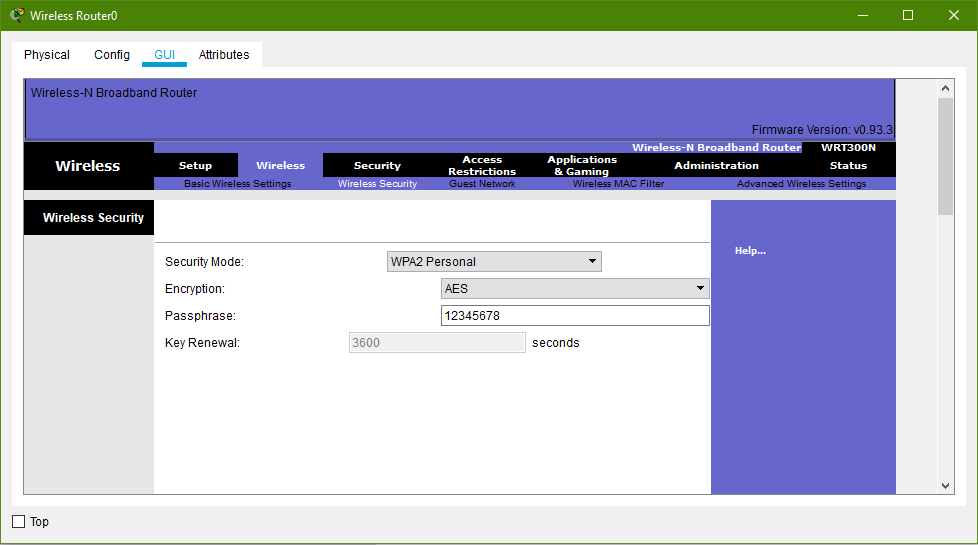 Wireless Router0
Physical Config GUI Attributes
Wireless-N Broadband Router
Firmware Version: v0.93.3
Wireless-N Broadband Router WRT300N
Wireless
Setup Wireless Security Access Restrictions Applications & Gaming Administration Status
Basic Wireless Settings Wireless Security Guest Network Wireless MAC Filter Advanced Wireless Settings
Wireless Security
Help...
Security Mode: WPA2 Personal
Encryption: AES
Passphrase: 12345678
Key Renewal: 3600 seconds
Top